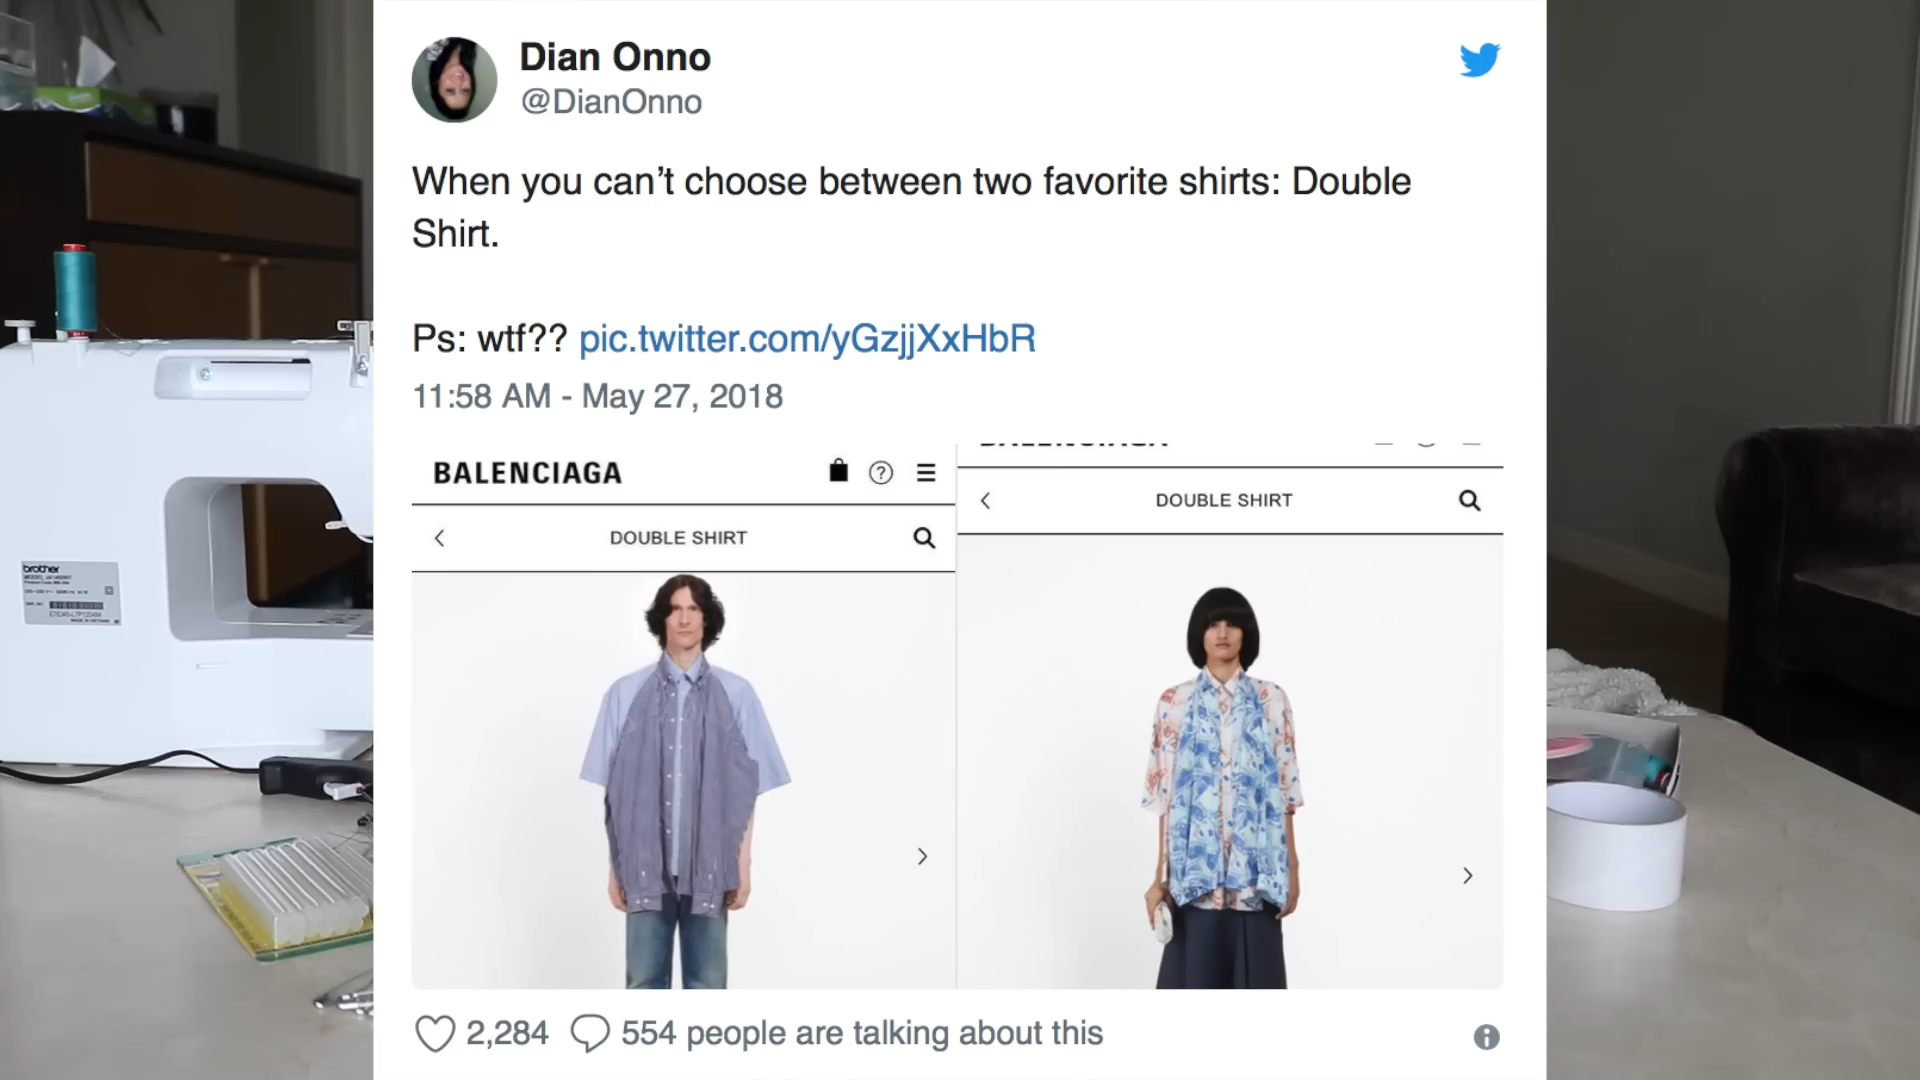 Dian Onno
@DianOnno
When you can’t choose between two favorite shirts: Double
Shirt.
Ps: wtf?? pic.twitter.com/yGzjjXxHbR
11:58 AM - May 27, 2018
BALENCIAGA
DOUBLE SHIRT
DOUBLE SHIRT
2,284
554 people are talking about this
brother